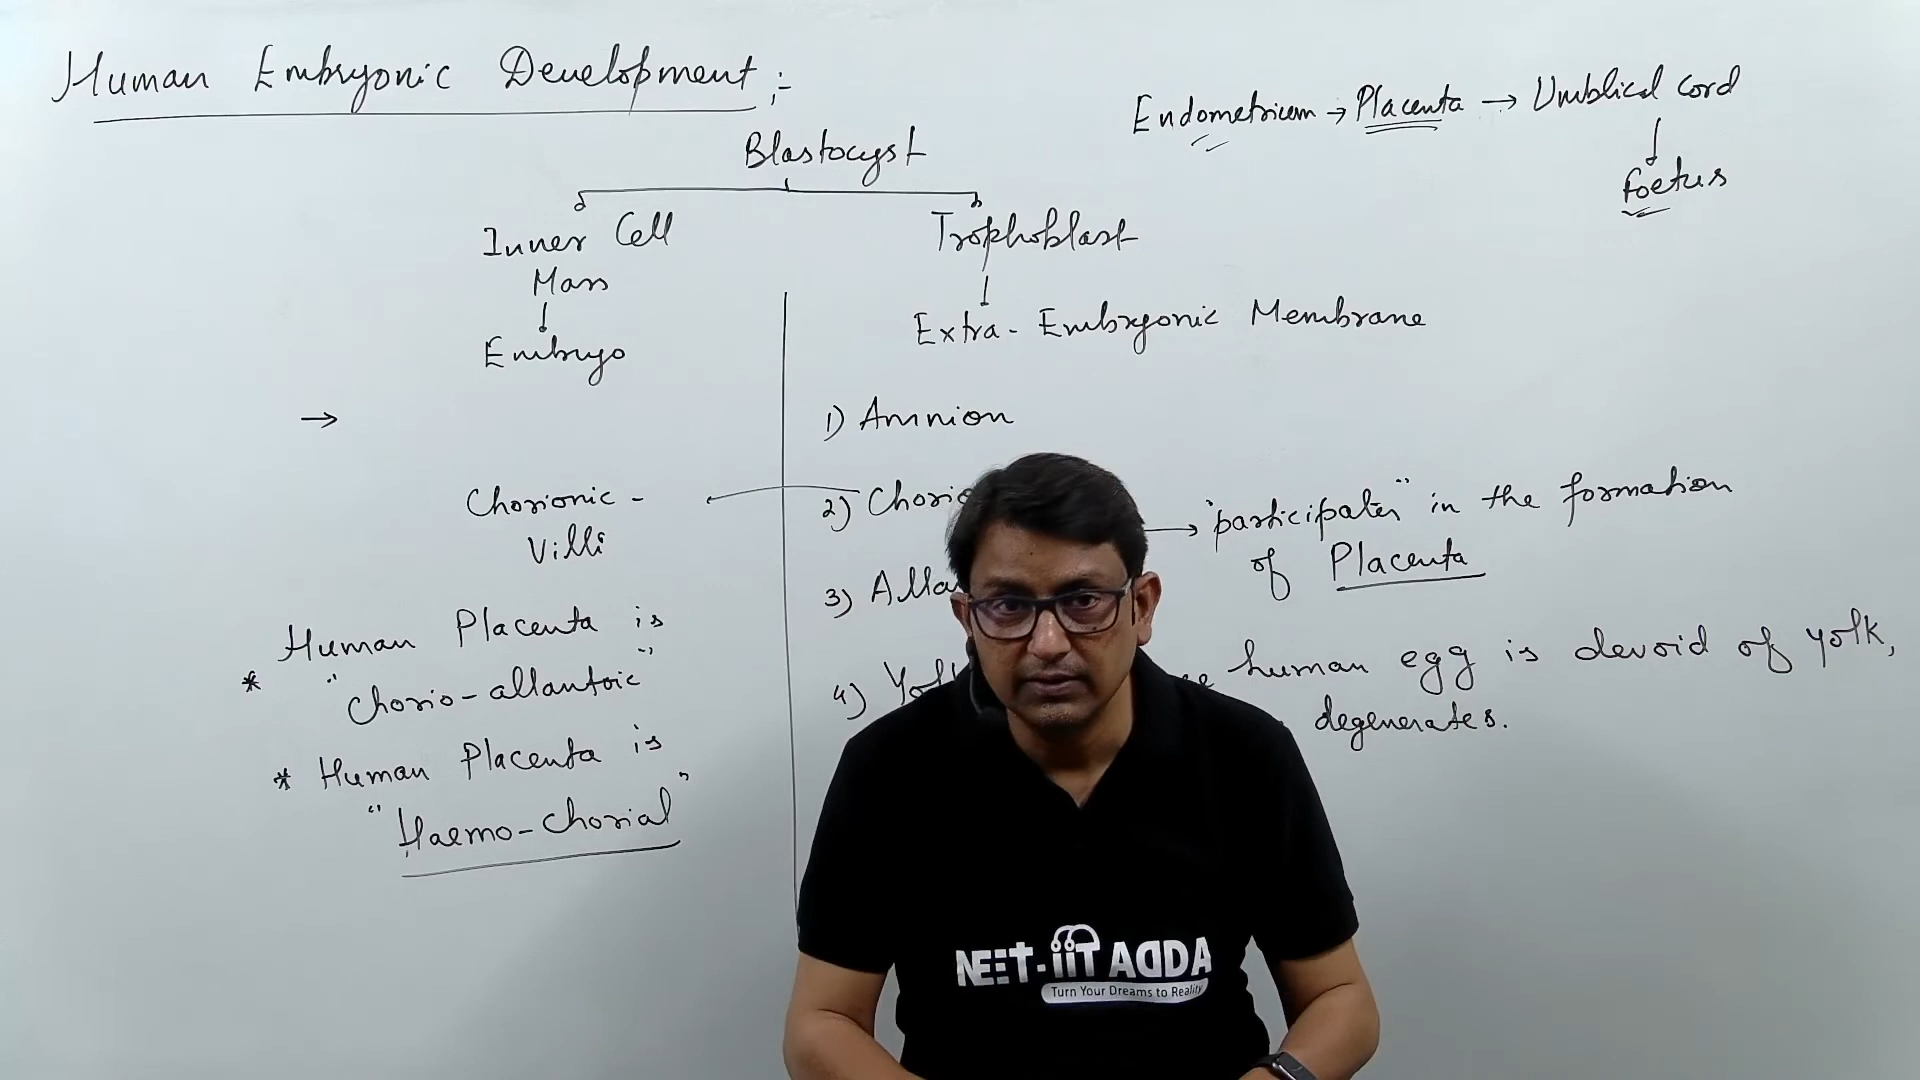 Human Embryonic Development :-
Endometrium → Placenta → Umblical cord
Foetus
Blastocyst
Inner Cell
Mass
Embryo
Trophoblast
Extra - Embryonic Membrane
→
1) Amnion
Chorionic -
Villi
2)
→ "participates" in the formation
of Placenta
3)
Human Placenta is
* "chorio-allantoic"
4)
human egg is devoid of yolk,
degenerates.
* Human Placenta is
"Haemo-chorial"
NEET-IIT ADDA
Turn Your Dreams to Reality